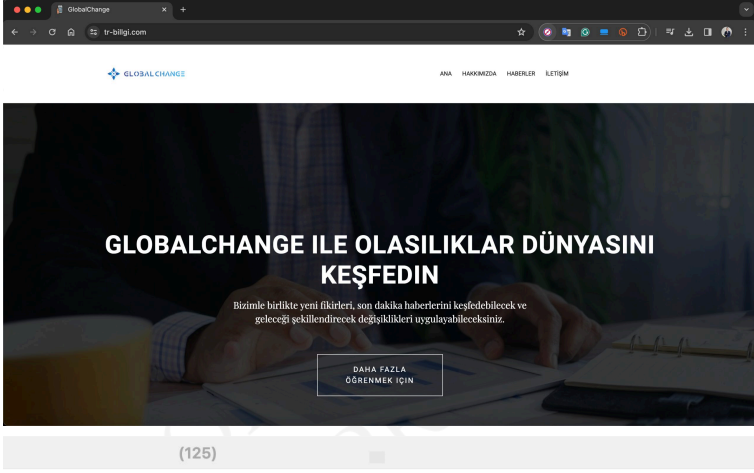 GlobalChange
tr-billgi.com
GLOBALCHANGE
ANA HAKKIMIZDA HABERLER İLETİŞİM
GLOBALCHANGE ILE OLASILIKLAR DÜNYASINI
KEŞFEDIN
Bizimle birlikte yeni fikirleri, son dakika haberlerini keşfedebilecek ve
geleceği şekillendirecek değişiklikleri uygulayabileceksiniz.
DAHA FAZLA
ÖĞRENMEK IÇIN
(125)